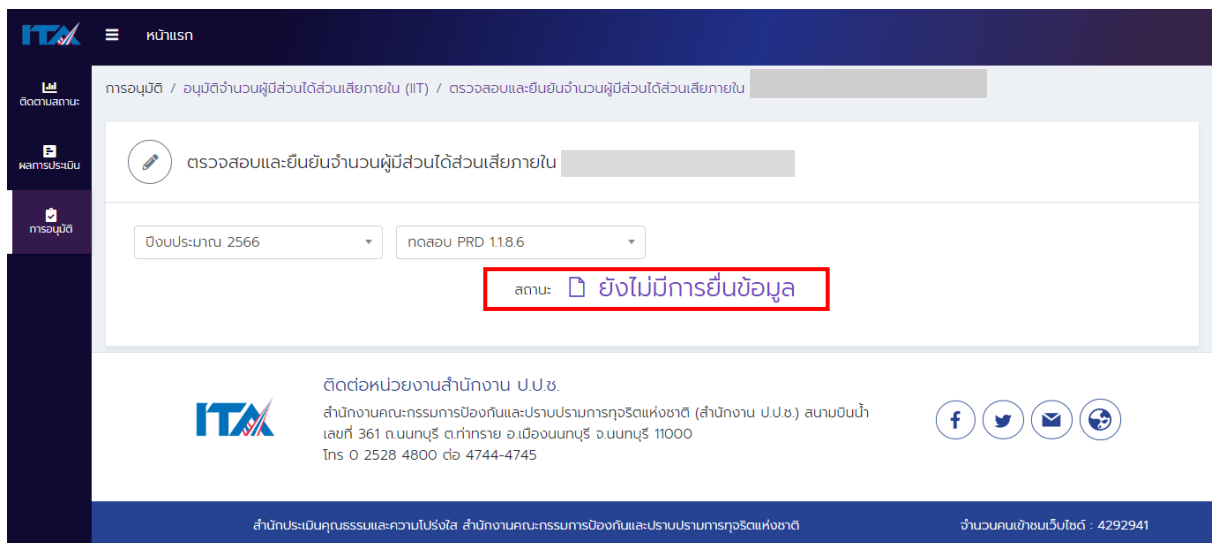 ITA
หน้าแรก
ติดตามสถานะ
ผลการประเมิน
การอนุมัติ
การอนุมัติ / อนุมัติจำนวนผู้มีส่วนได้ส่วนเสียภายใน (IIT) / ตรวจสอบและยืนยันจำนวนผู้มีส่วนได้ส่วนเสียภายใน
ตรวจสอบและยืนยันจำนวนผู้มีส่วนได้ส่วนเสียภายใน
ปีงบประมาณ 2566
ทดสอบ PRD 1.1.8.6
สถานะ: ยังไม่มีการยื่นข้อมูล
ITA
ติดต่อหน่วยงานสำนักงาน ป.ป.ช.
สำนักงานคณะกรรมการป้องกันและปราบปรามการทุจริตแห่งชาติ (สำนักงาน ป.ป.ช.) สนามบินน้ำ
เลขที่ 361 ถ.นนทบุรี ต.ท่าทราย อ.เมืองนนทบุรี จ.นนทบุรี 11000
โทร 0 2528 4800 ต่อ 4744-4745
สำนักประเมินคุณธรรมและความโปร่งใส สำนักงานคณะกรรมการป้องกันและปราบปรามการทุจริตแห่งชาติ
จำนวนคนเข้าชมเว็บไซต์ : 4292941